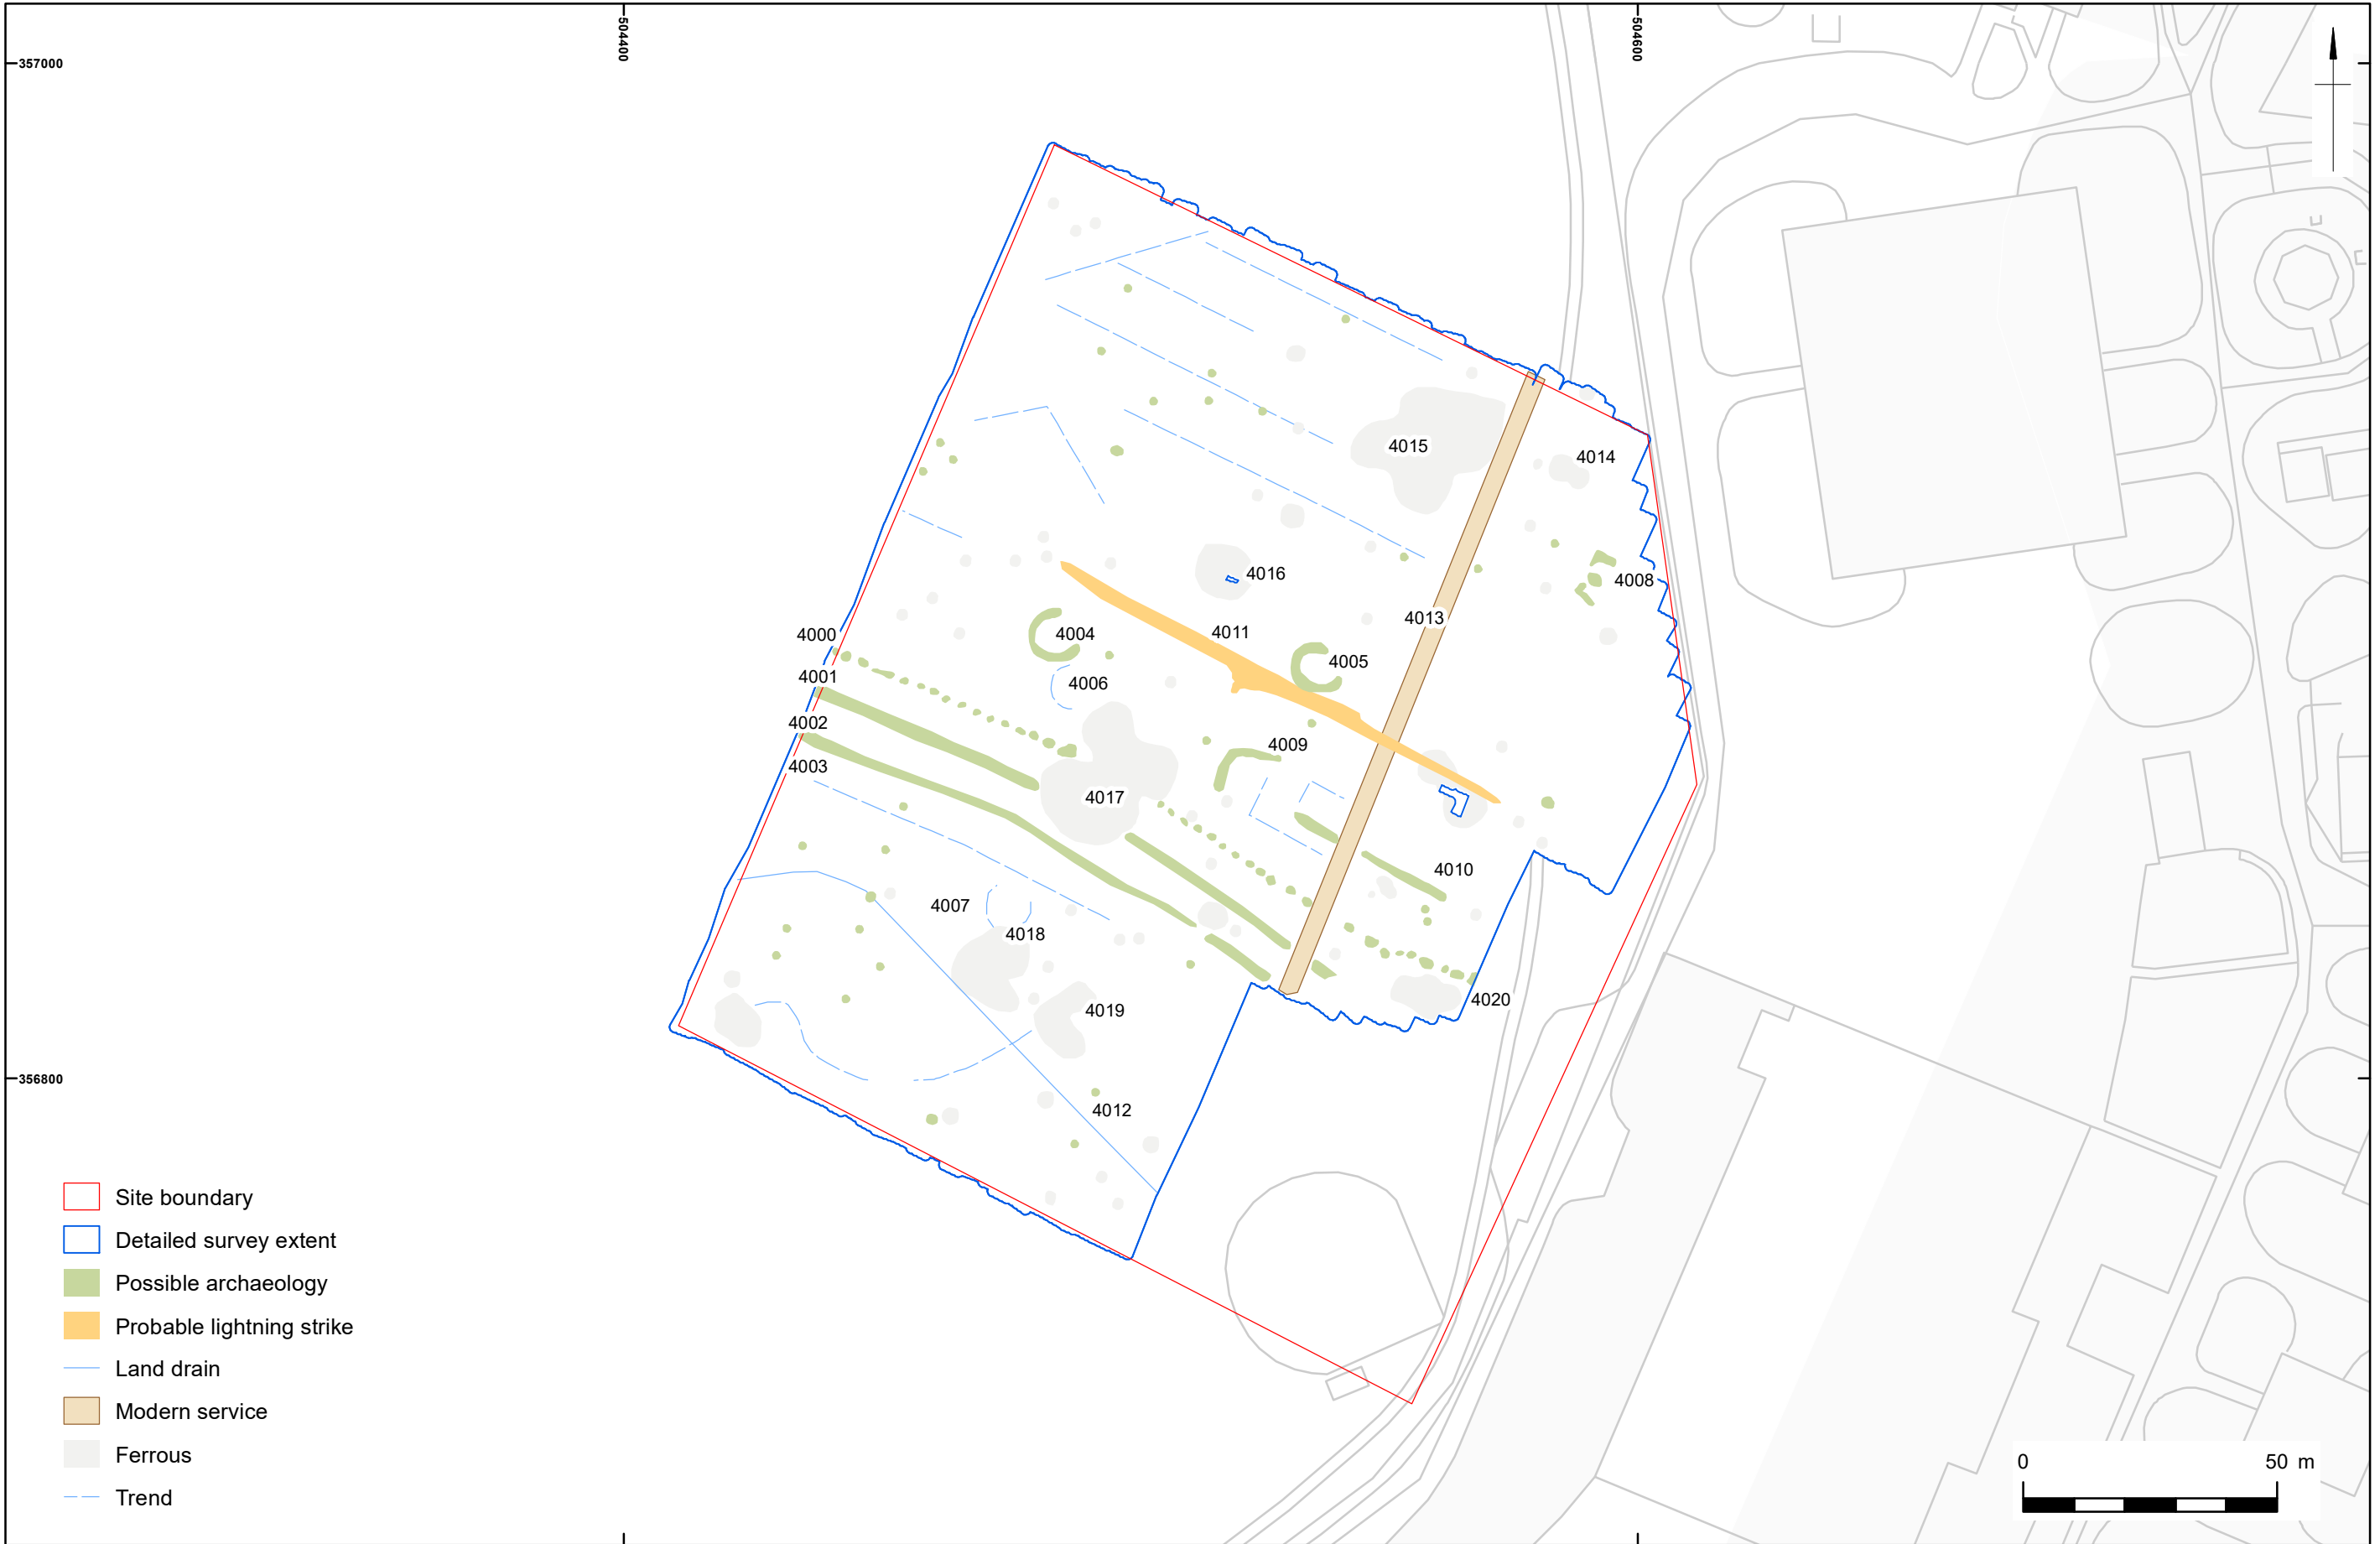 504400
504600
357000
4015
4014
4016
4008
4013
4011
4000
4004
4005
4001
4006
4002
4009
4003
4017
4010
4007
4018
4020
4019
356800
4012
Site boundary
Detailed survey extent
Possible archaeology
Probable lightning strike
Land drain
Modern service
Ferrous
Trend
0 50 m